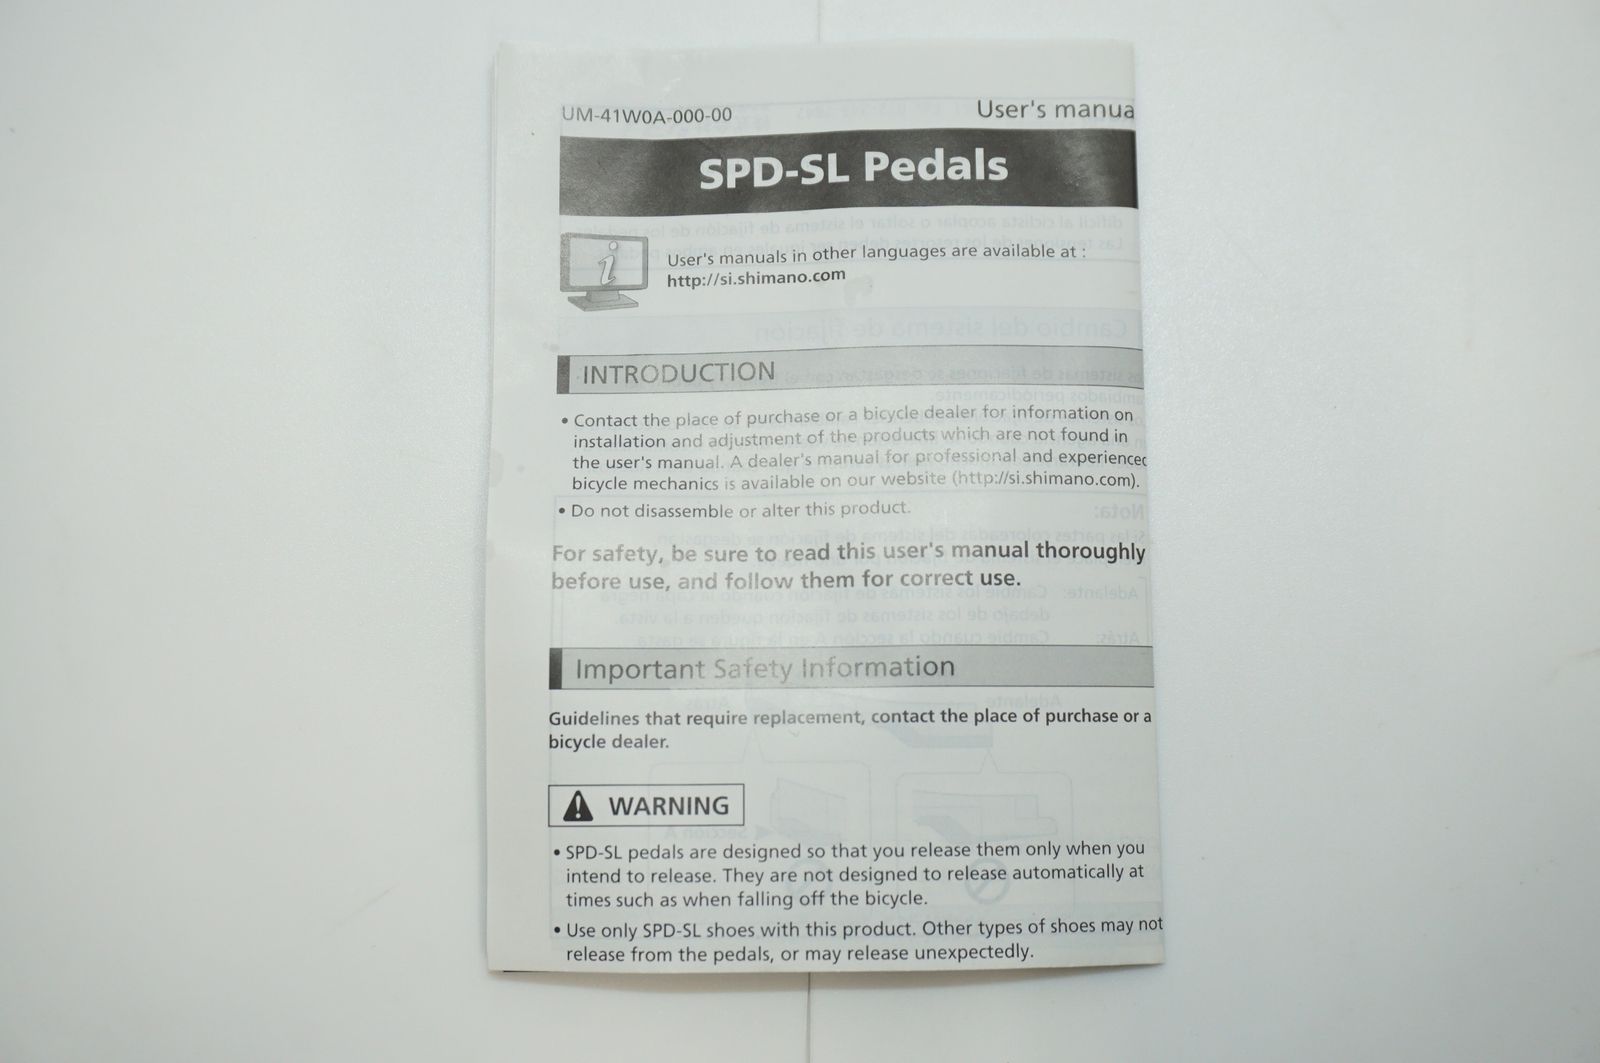 UM-41W0A-000-00
User's manua
SPD-SL Pedals
User's manuals in other languages are available at :
http://si.shimano.com
INTRODUCTION
• Contact the place of purchase or a bicycle dealer for information on
installation and adjustment of the products which are not found in
the user's manual. A dealer's manual for professional and experienced
bicycle mechanics is available on our website (http://si.shimano.com).
• Do not disassemble or alter this product.
For safety, be sure to read this user's manual thoroughly
before use, and follow them for correct use.
Important Safety Information
Guidelines that require replacement, contact the place of purchase or a
bicycle dealer.
WARNING
• SPD-SL pedals are designed so that you release them only when you
intend to release. They are not designed to release automatically at
times such as when falling off the bicycle.
• Use only SPD-SL shoes with this product. Other types of shoes may not
release from the pedals, or may release unexpectedly.